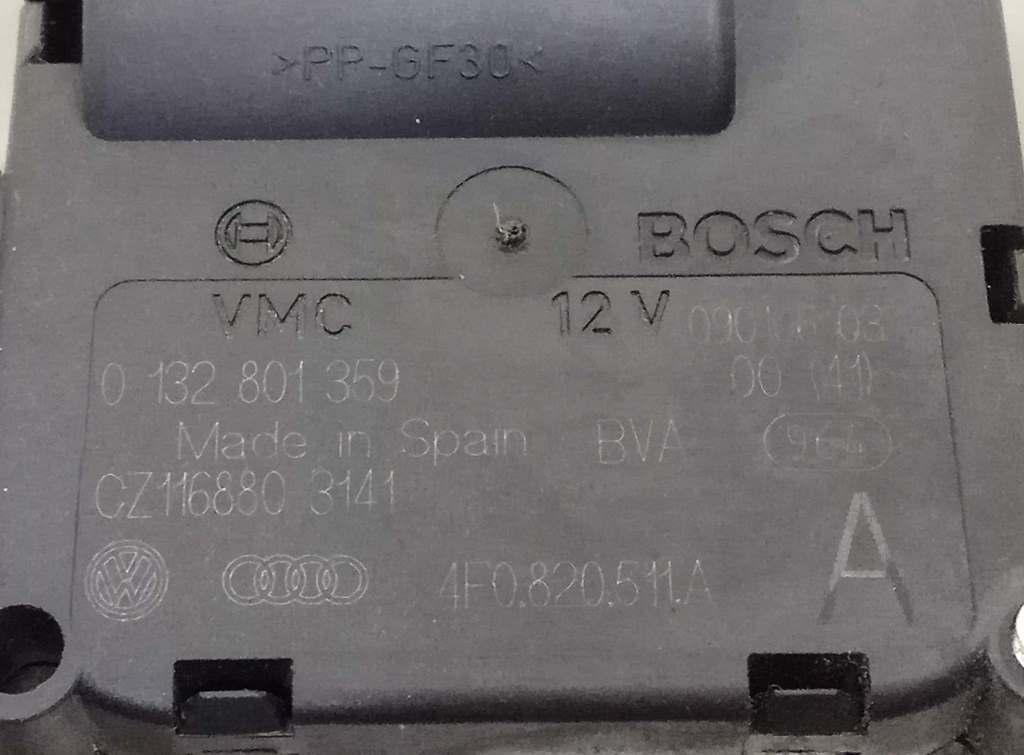 >PP-GF30<
BOSCH
VMC 12 V
0 132 801 359 00 (41)
Made in Spain BVA 964
CZ116880 3141
4F0.820.511.A A